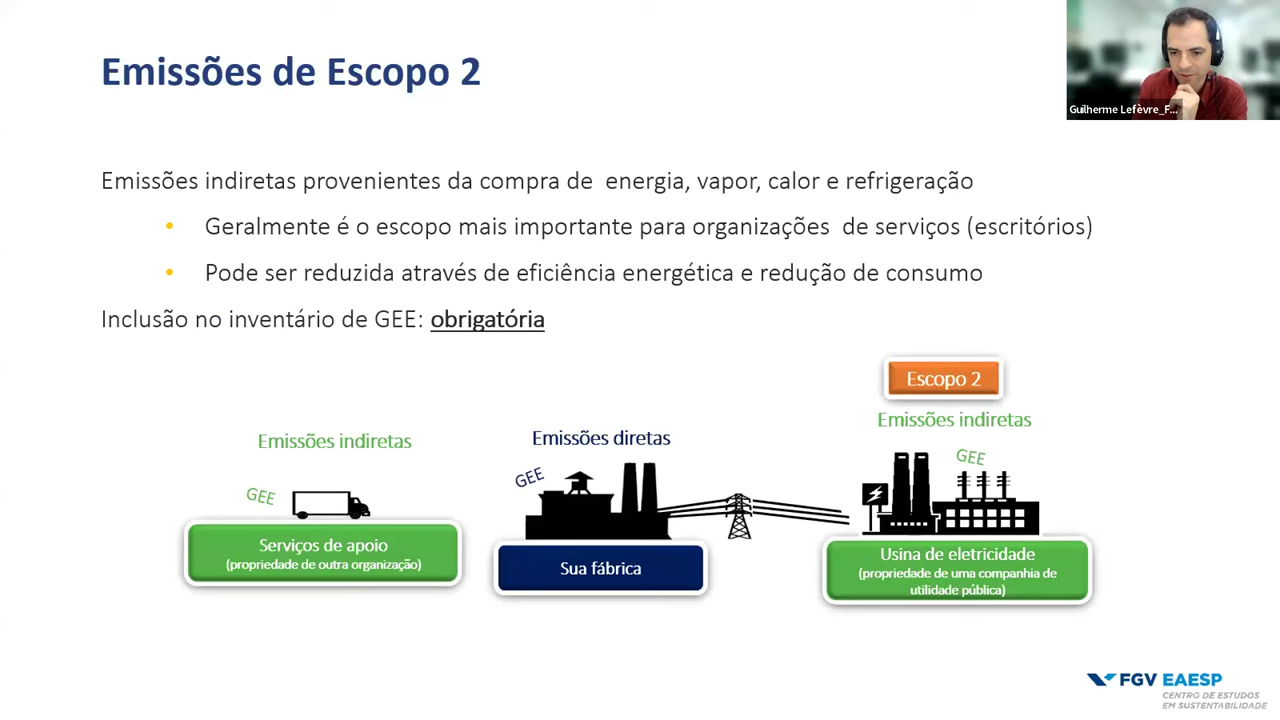 Emissões de Escopo 2
Guilherme Lefèvre_F...
Emissões indiretas provenientes da compra de energia, vapor, calor e refrigeração
• Geralmente é o escopo mais importante para organizações de serviços (escritórios)
• Pode ser reduzida através de eficiência energética e redução de consumo
Inclusão no inventário de GEE: obrigatória
Escopo 2
Emissões indiretas
Emissões diretas
Emissões indiretas
GEE
GEE
GEE
Serviços de apoio
(propriedade de outra organização)
Sua fábrica
Usina de eletricidade
(propriedade de uma companhia de
utilidade pública)
FGV EAESP
CENTRO DE ESTUDOS
EM SUSTENTABILIDADE